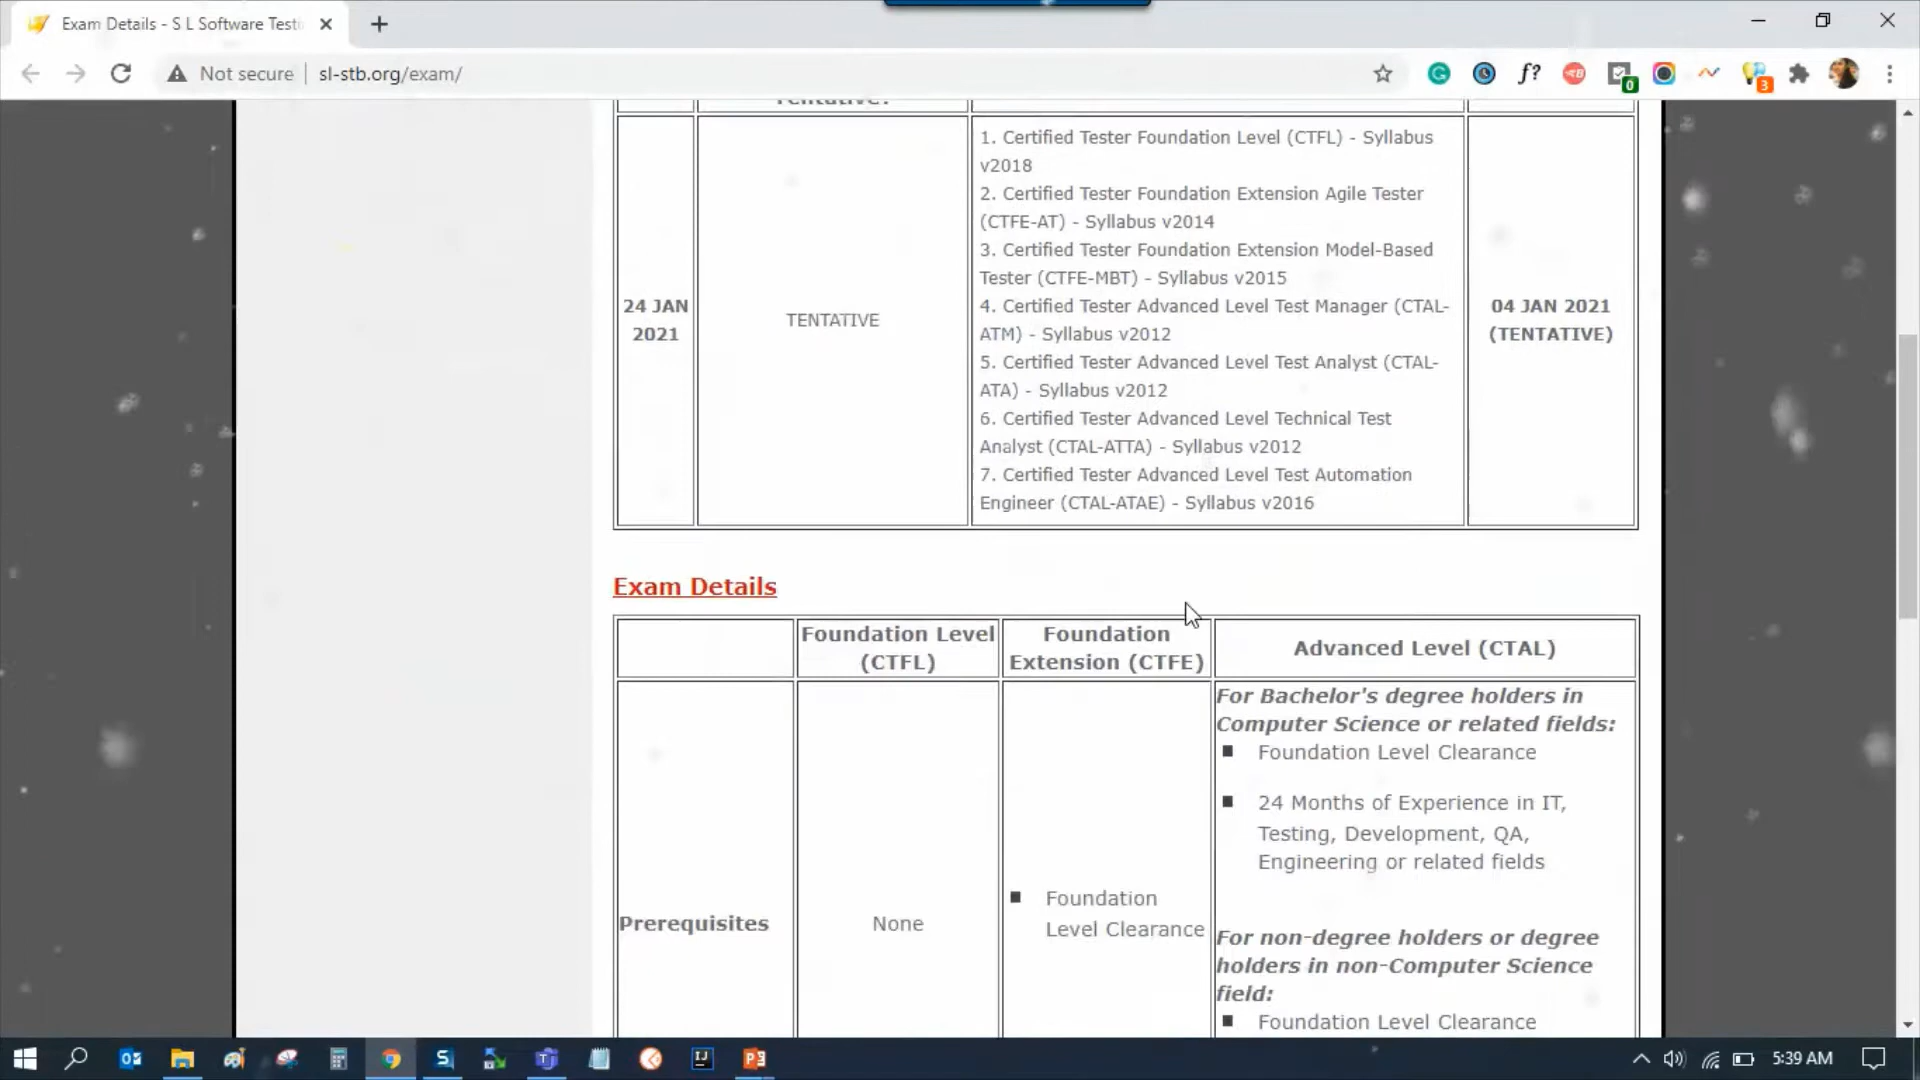 Exam Details - S L Software Testi
Not secure
sl-stb.org/exam/
f?
0
3
Tentative.
24 JAN
2021
TENTATIVE
1. Certified Tester Foundation Level (CTFL) - Syllabus
v2018
2. Certified Tester Foundation Extension Agile Tester
(CTFE-AT) - Syllabus v2014
3. Certified Tester Foundation Extension Model-Based
Tester (CTFE-MBT) - Syllabus v2015
4. Certified Tester Advanced Level Test Manager (CTAL-
ATM) - Syllabus v2012
5. Certified Tester Advanced Level Test Analyst (CTAL-
ATA) - Syllabus v2012
6. Certified Tester Advanced Level Technical Test
Analyst (CTAL-ATTA) - Syllabus v2012
7. Certified Tester Advanced Level Test Automation
Engineer (CTAL-ATAE) - Syllabus v2016
04 JAN 2021
(TENTATIVE)
Exam Details
Foundation Level
(CTFL)
Foundation
Extension (CTFE)
Advanced Level (CTAL)
Prerequisites
None
Foundation
Level Clearance
For Bachelor's degree holders in
Computer Science or related fields:
Foundation Level Clearance
24 Months of Experience in IT,
Testing, Development, QA,
Engineering or related fields
For non-degree holders or degree
holders in non-Computer Science
field:
Foundation Level Clearance
5:39 AM